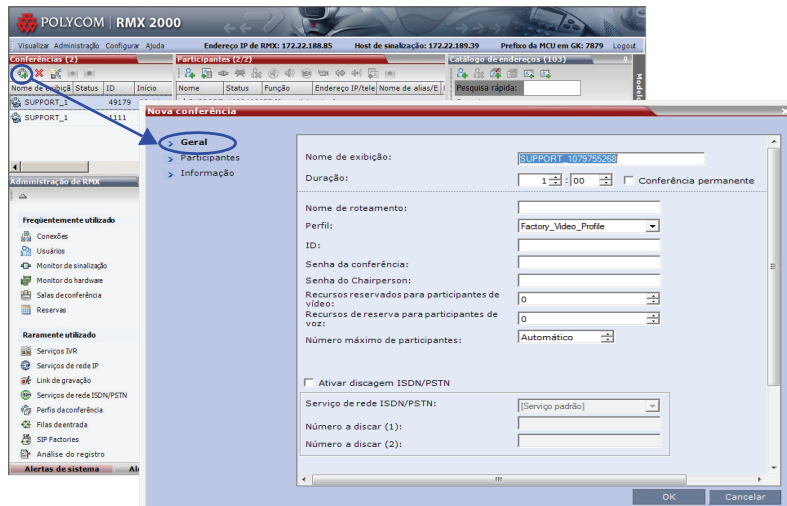 POLYCOM | RMX 2000
Visualizar Administração Configurar Ajuda Endereço IP de RMX: 172.22.188.85 Host de sinalização: 172.22.189.39 Prefixo da MCU em GK: 7879 Logout
Conferências (2) Participantes (2/2) Catálogo de endereços (103)
Nome de exibiçã Status ID Início Nome Status Função Endereço IP/tele Nome de alias/E Pesquisa rápida:
SUPPORT_1 49179
SUPPORT_1 1111
Nova conferência
Geral
Participantes
Informação
Nome de exibição: SUPPORT_1079755268
Duração: 1 : 00 Conferência permanente
Nome de roteamento:
Perfil: Factory_Video_Profile
ID:
Senha da conferência:
Senha do Chairperson:
Recursos reservados para participantes de vídeo: 0
Recursos de reserva para participantes de voz: 0
Número máximo de participantes: Automático
Ativar discagem ISDN/PSTN
Serviço de rede ISDN/PSTN: [Serviço padrão]
Número a discar (1):
Número a discar (2):
OK Cancelar
Administração de RMX
Freqüentemente utilizado
Conexões
Usuários
Monitor de sinalização
Monitor do hardware
Salas de conferência
Reservas
Raramente utilizado
Serviços IVR
Serviços de rede IP
Link de gravação
Serviços de rede ISDN/PSTN
Perfis da conferência
Filas de entrada
SIP Factories
Análise do registro
Alertas de sistema